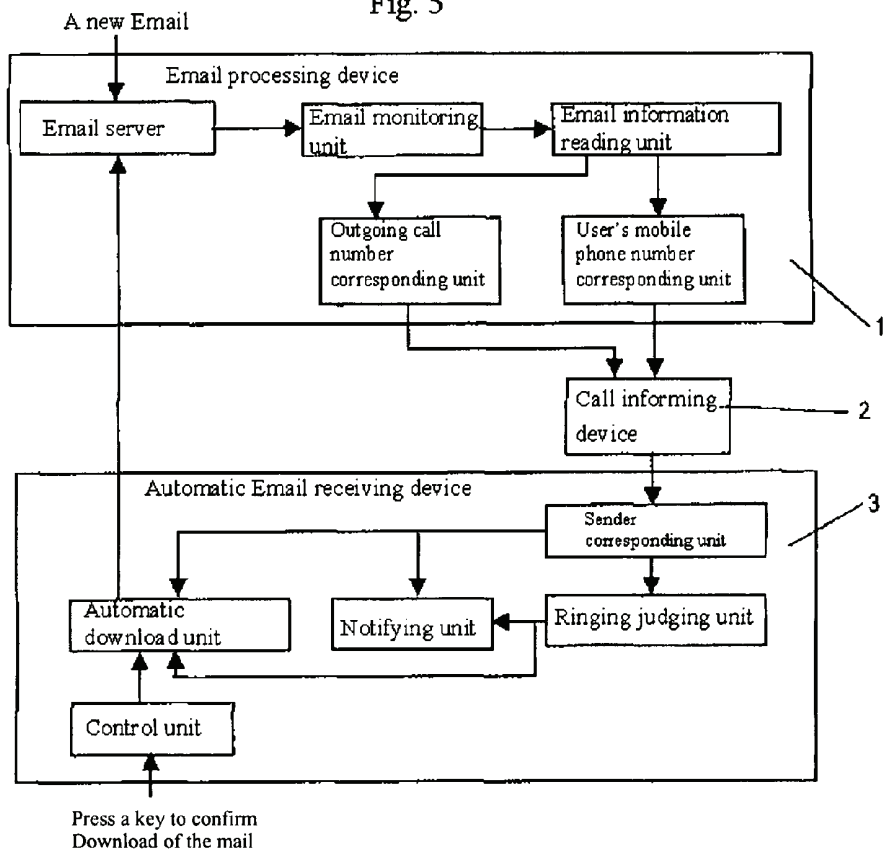 Fig. 5
A new Email
Email processing device
Email server
Email monitoring
unit
Email information
reading unit
Outgoing call
number
corresponding unit
User's mobile
phone number
corresponding unit
1
Call informing
device
2
Automatic Email receiving device
3
Sender
corresponding unit
Automatic
download unit
Notifying unit
Ringing judging unit
Control unit
Press a key to confirm
Download of the mail